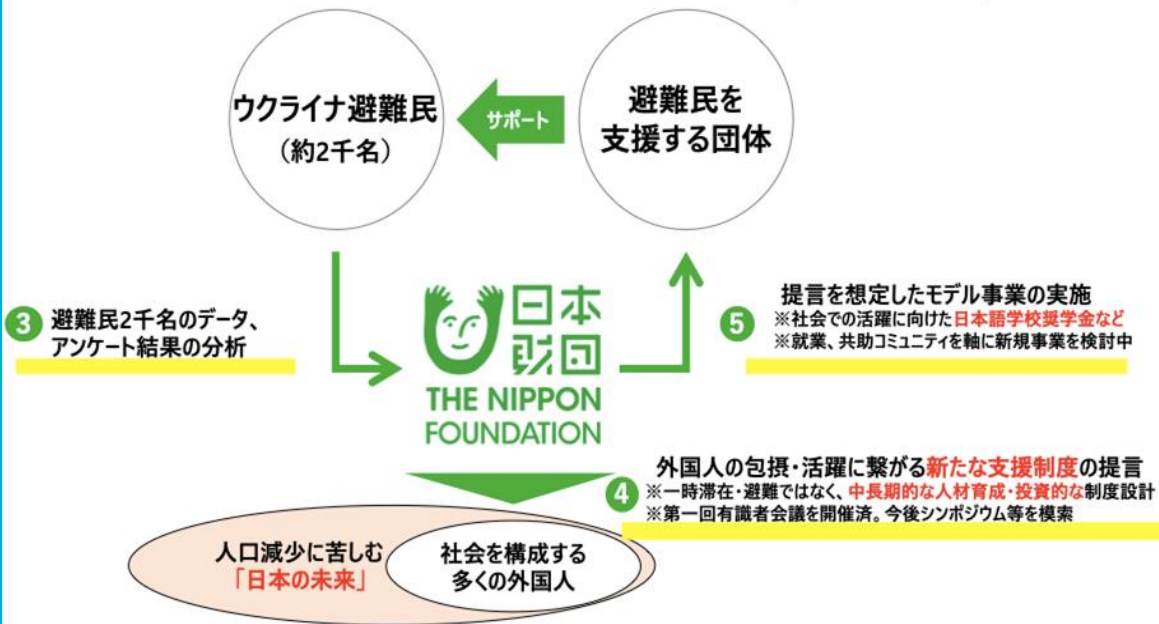 ウクライナ避難民
（約2千名）
サポート
避難民を
支援する団体
3 避難民2千名のデータ、
アンケート結果の分析
日本
財団
THE NIPPON
FOUNDATION
5 提言を想定したモデル事業の実施
※社会での活躍に向けた日本語学校奨学金など
※就業、共助コミュニティを軸に新規事業を検討中
4 外国人の包摂・活躍に繋がる新たな支援制度の提言
※一時滞在・避難ではなく、中長期的な人材育成・投資的な制度設計
※第一回有識者会議を開催済。今後シンポジウム等を模索
人口減少に苦しむ
「日本の未来」
社会を構成する
多くの外国人